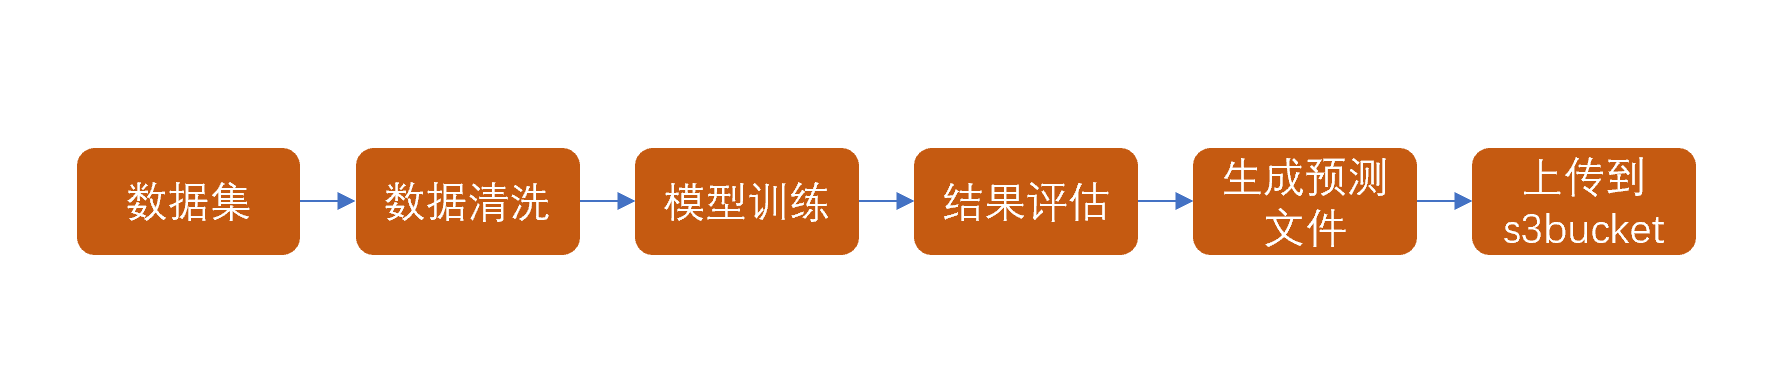 数据集
数据清洗
模型训练
结果评估
生成预测
文件
上传到
s3bucket